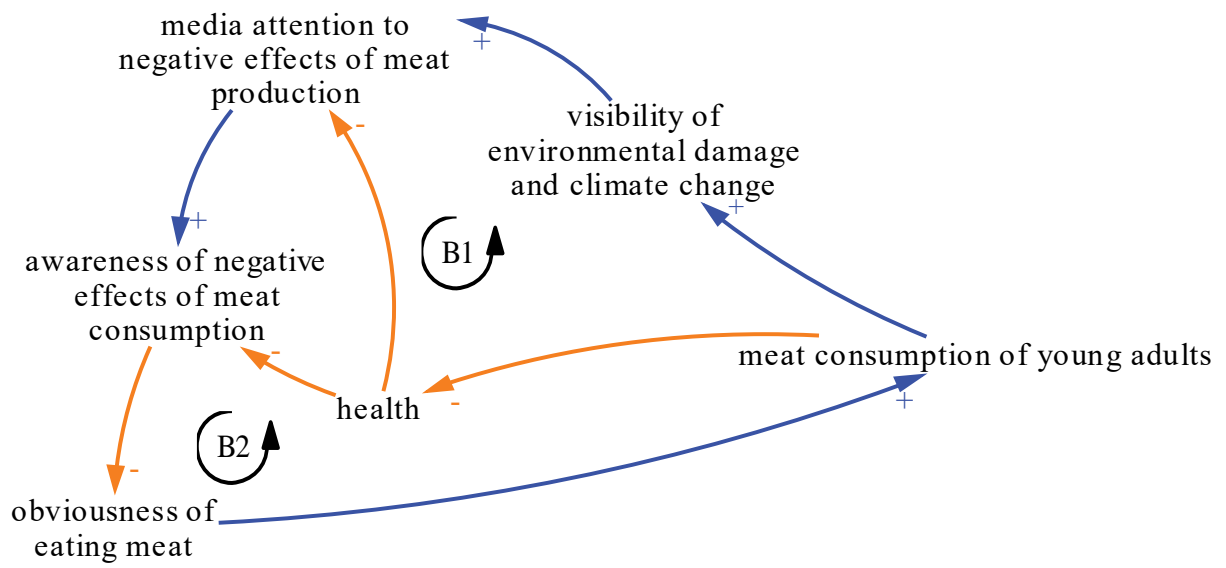 media attention to
negative effects of meat
production
+
-
visibility of
environmental damage
and climate change
+
+
B1
awareness of negative
effects of meat
consumption
-
meat consumption of young adults
+
health
-
B2
-
obviousness of
eating meat